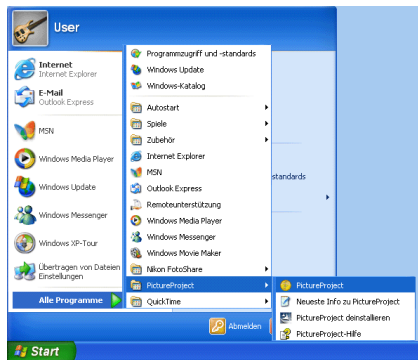 User
Internet
Internet Explorer
E-Mail
Outlook Express
MSN
Windows Media Player
Windows Update
Windows Messenger
Windows XP-Tour
Übertragen von Dateien
Einstellungen
Alle Programme
Programmzugriff und -standards
Windows Update
Windows-Katalog
Autostart
Spiele
Zubehör
Internet Explorer
MSN
Outlook Express
Remoteunterstützung
Windows Media Player
Windows Messenger
Windows Movie Maker
Nikon FotoShare
PictureProject
QuickTime
standards
PictureProject
Neueste Info zu PictureProject
PictureProject deinstallieren
PictureProject-Hilfe
Abmelden
Start